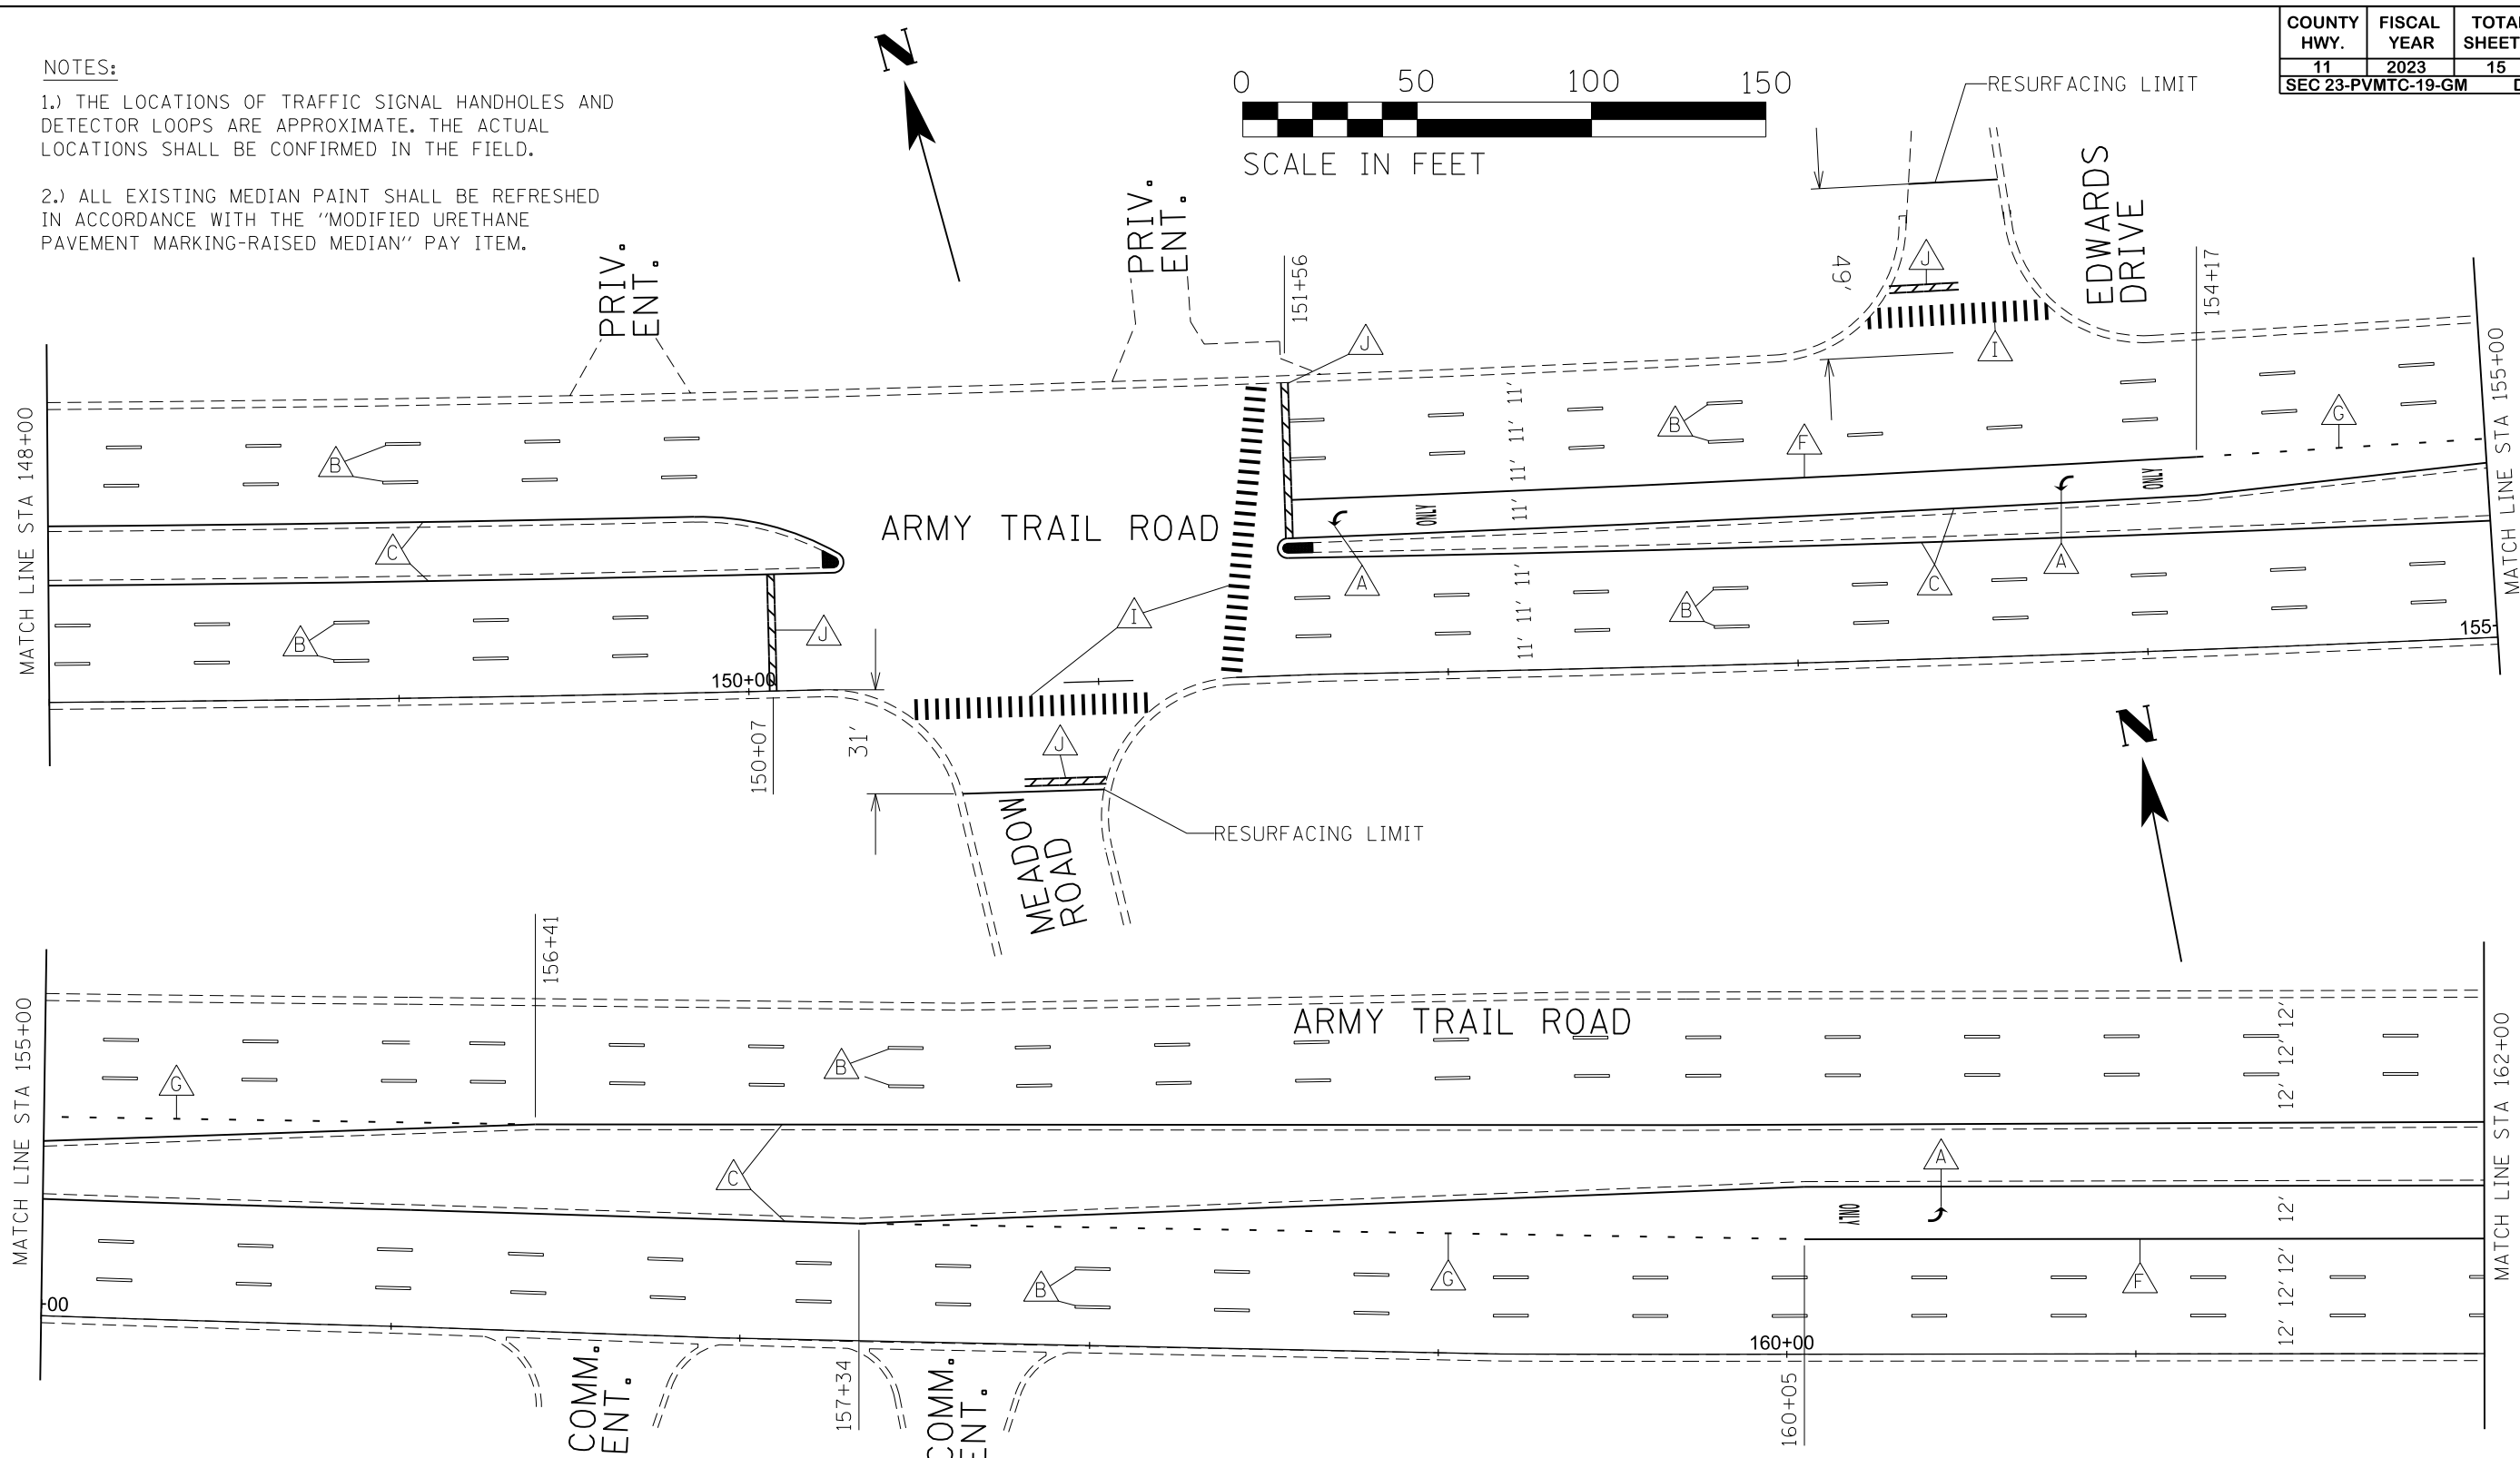 COUNTY HWY.
FISCAL YEAR
11
2023
15
SEC 23-PVMTC-19-GM
NOTES:
1.) THE LOCATIONS OF TRAFFIC SIGNAL HANDHOLES AND
DETECTOR LOOPS ARE APPROXIMATE. THE ACTUAL
LOCATIONS SHALL BE CONFIRMED IN THE FIELD.
2.) ALL EXISTING MEDIAN PAINT SHALL BE REFRESHED
IN ACCORDANCE WITH THE "MODIFIED URETHANE
PAVEMENT MARKING-RAISED MEDIAN" PAY ITEM.
N
0 50 100 150
SCALE IN FEET
RESURFACING LIMIT
PRIV.
ENT.
PRIV.
ENT.
151+56
J
49'
J
I
EDWARDS
DRIVE
154+17
MATCH LINE STA 148+00
B
C
B
ARMY TRAIL ROAD
J
150+00
150+07
31'
I
J
MEADOW
ROAD
RESURFACING LIMIT
11' 11' 11' 11'
11' 11' 11'
B
F
G
ONLY
ONLY
A
A
C
B
155+
MATCH LINE STA 155+00
N
MATCH LINE STA 155+00
156+41
G
B
ARMY TRAIL ROAD
C
A
ONLY
12' 12' 12'
12'
12' 12' 12'
B
G
F
+00
COMM.
ENT.
157+34
COMM.
ENT.
160+00
160+05
MATCH LINE STA 162+00